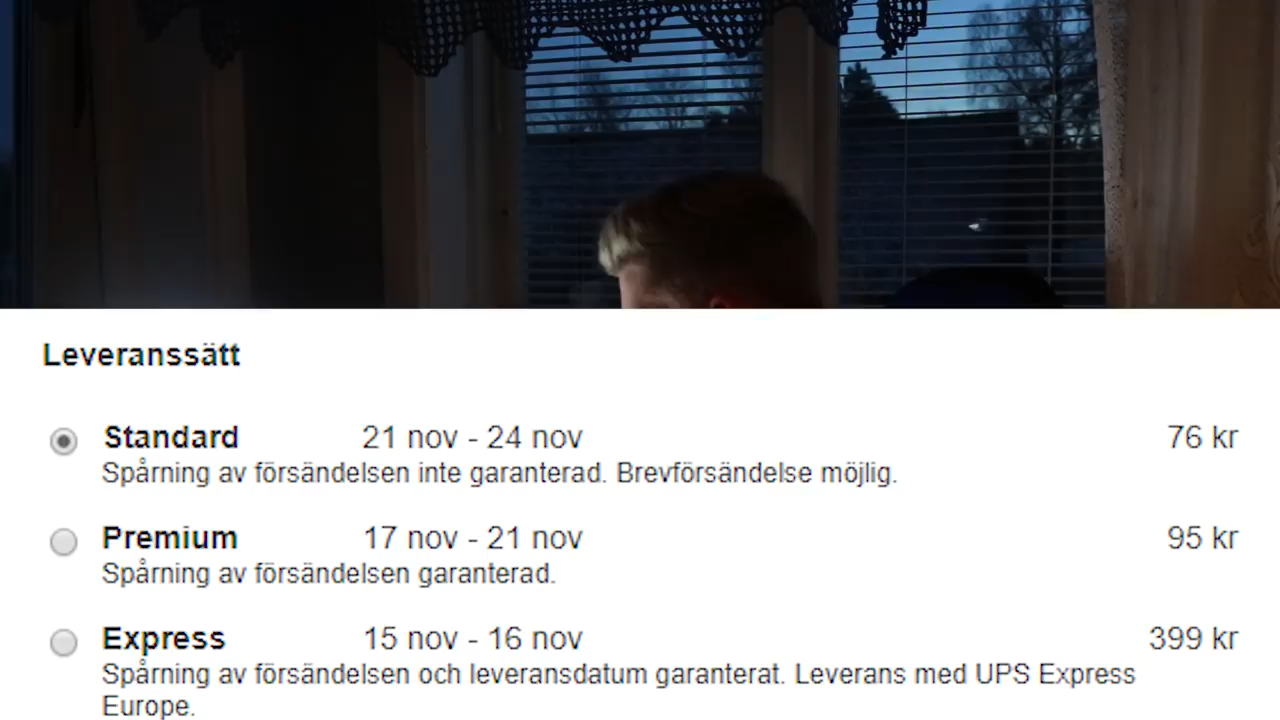 Leveranssätt
Standard 21 nov - 24 nov 76 kr
Spårning av försändelsen inte garanterad. Brevförsändelse möjlig.
Premium 17 nov - 21 nov 95 kr
Spårning av försändelsen garanterad.
Express 15 nov - 16 nov 399 kr
Spårning av försändelsen och leveransdatum garanterat. Leverans med UPS Express
Europe.